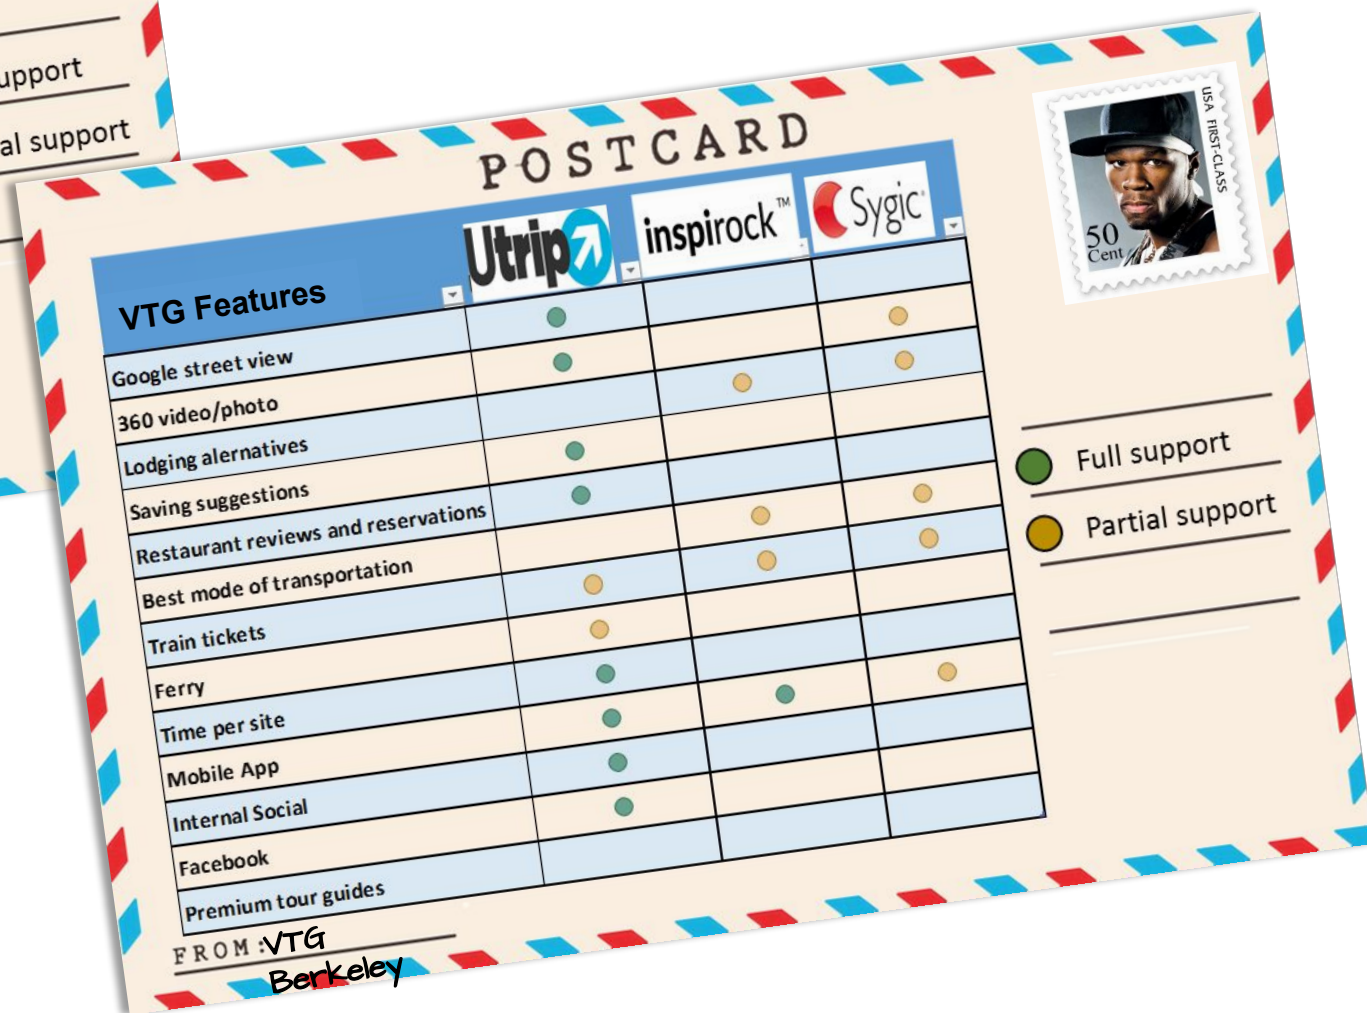 upport
al support
POSTCARD
USA FIRST-CLASS
50
Cent
VTG Features
Utrip
inspirock™
Sygic
Google street view
360 video/photo
Lodging alernatives
Saving suggestions
Restaurant reviews and reservations
Best mode of transportation
Train tickets
Ferry
Time per site
Mobile App
Internal Social
Facebook
Premium tour guides
Full support
Partial support
FROM:VTG
Berkeley